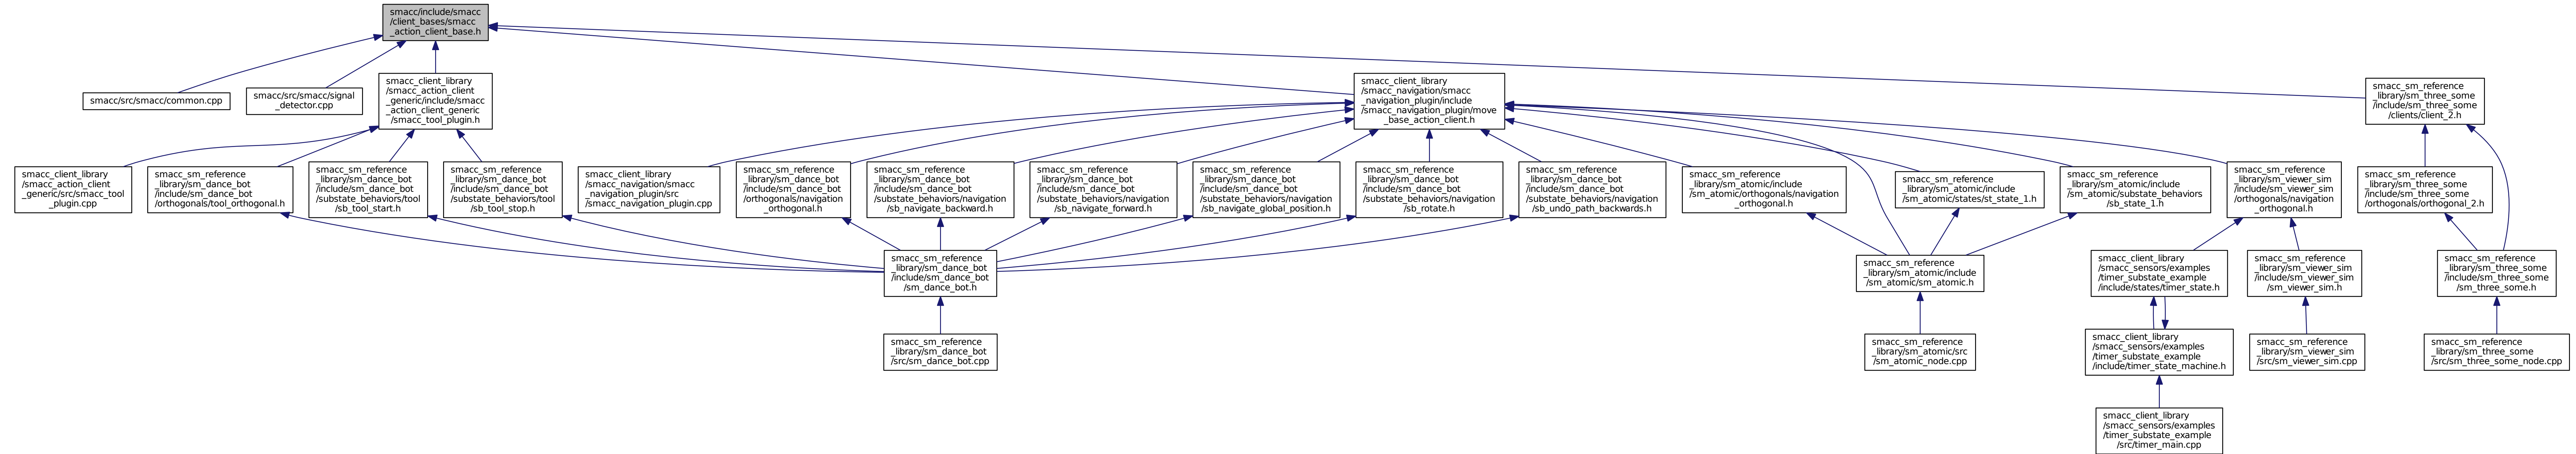 smacc/include/smacc
/client_bases/smacc
_action_client_base.h
smacc/src/smacc/common.cpp
smacc/src/smacc/signal
_detector.cpp
smacc_client_library
/smacc_action_client
_generic/include/smacc
_action_client_generic
/smacc_tool_plugin.h
smacc_client_library
/smacc_navigation/smacc
_navigation_plugin/include
/smacc_navigation_plugin/move
_base_action_client.h
smacc_sm_reference
_library/sm_three_some
/include/sm_three_some
/clients/client_2.h
smacc_client_library
/smacc_action_client
_generic/src/smacc_tool
_plugin.cpp
smacc_sm_reference
_library/sm_dance_bot
/include/sm_dance_bot
/orthogonals/tool_orthogonal.h
smacc_sm_reference
_library/sm_dance_bot
/include/sm_dance_bot
/substate_behaviors/tool
/sb_tool_start.h
smacc_sm_reference
_library/sm_dance_bot
/include/sm_dance_bot
/substate_behaviors/tool
/sb_tool_stop.h
smacc_client_library
/smacc_navigation/smacc
_navigation_plugin/src
/smacc_navigation_plugin.cpp
smacc_sm_reference
_library/sm_dance_bot
/include/sm_dance_bot
/orthogonals/navigation
_orthogonal.h
smacc_sm_reference
_library/sm_dance_bot
/include/sm_dance_bot
/substate_behaviors/navigation
/sb_navigate_backward.h
smacc_sm_reference
_library/sm_dance_bot
/include/sm_dance_bot
/substate_behaviors/navigation
/sb_navigate_forward.h
smacc_sm_reference
_library/sm_dance_bot
/include/sm_dance_bot
/substate_behaviors/navigation
/sb_navigate_global_position.h
smacc_sm_reference
_library/sm_dance_bot
/include/sm_dance_bot
/substate_behaviors/navigation
/sb_rotate.h
smacc_sm_reference
_library/sm_dance_bot
/include/sm_dance_bot
/substate_behaviors/navigation
/sb_undo_path_backwards.h
smacc_sm_reference
_library/sm_atomic/include
/sm_atomic/orthogonals/navigation
_orthogonal.h
smacc_sm_reference
_library/sm_atomic/include
/sm_atomic/states/st_state_1.h
smacc_sm_reference
_library/sm_atomic/include
/sm_atomic/substate_behaviors
/sb_state_1.h
smacc_sm_reference
_library/sm_viewer_sim
/include/sm_viewer_sim
/orthogonals/navigation
_orthogonal.h
smacc_sm_reference
_library/sm_three_some
/include/sm_three_some
/orthogonals/orthogonal_2.h
smacc_sm_reference
_library/sm_dance_bot
/include/sm_dance_bot
/sm_dance_bot.h
smacc_sm_reference
_library/sm_atomic/include
/sm_atomic/sm_atomic.h
smacc_client_library
/smacc_sensors/examples
/timer_substate_example
/include/states/timer_state.h
smacc_sm_reference
_library/sm_viewer_sim
/include/sm_viewer_sim
/sm_viewer_sim.h
smacc_sm_reference
_library/sm_three_some
/include/sm_three_some
/sm_three_some.h
smacc_sm_reference
_library/sm_dance_bot
/src/sm_dance_bot.cpp
smacc_sm_reference
_library/sm_atomic/src
/sm_atomic_node.cpp
smacc_client_library
/smacc_sensors/examples
/timer_substate_example
/include/timer_state_machine.h
smacc_sm_reference
_library/sm_viewer_sim
/src/sm_viewer_sim.cpp
smacc_sm_reference
_library/sm_three_some
/src/sm_three_some_node.cpp
smacc_client_library
/smacc_sensors/examples
/timer_substate_example
/src/timer_main.cpp